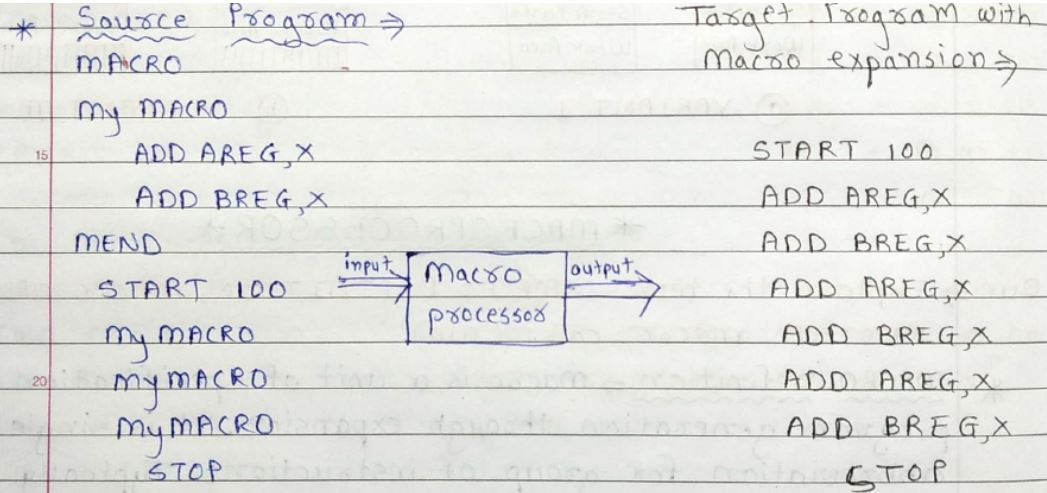 * Source Program →
MACRO
My MACRO
ADD AREG,X
15
ADD BREG,X
MEND
START 100
My MACRO
20
My MACRO
My MACRO
STOP
input
Macro
processor
output
Target Program with
Macro expansion →
START 100
ADD AREG,X
ADD BREG,X
ADD AREG,X
ADD BREG,X
ADD AREG,X
ADD BREG,X
STOP